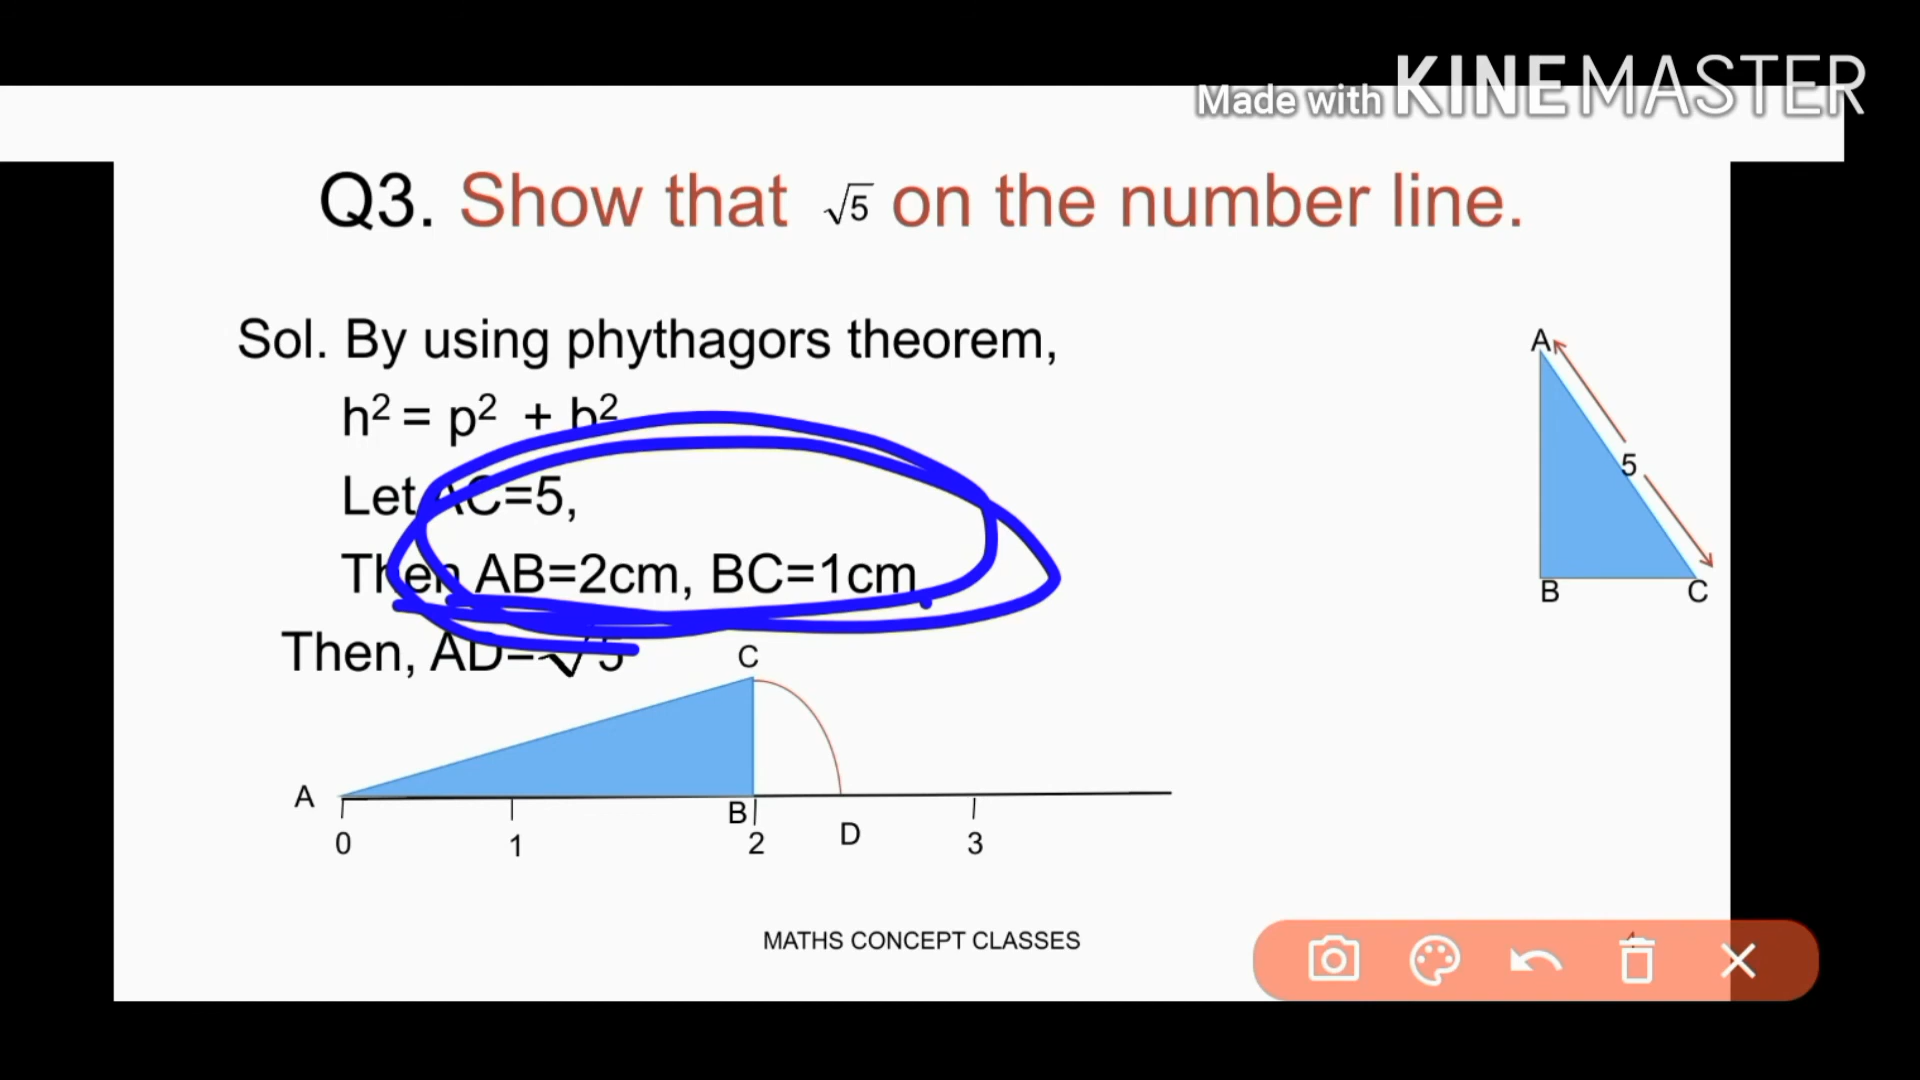 Made with KINEMASTER
Q3. Show that √5 on the number line.
Sol. By using phythagors theorem,
h² = p² + b²
Let AC=5,
Then AB=2cm, BC=1cm
Then, AD=√5
A
5
B
C
C
A
B
D
0
1
2
3
MATHS CONCEPT CLASSES